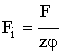 Fᵢ = F / zφ